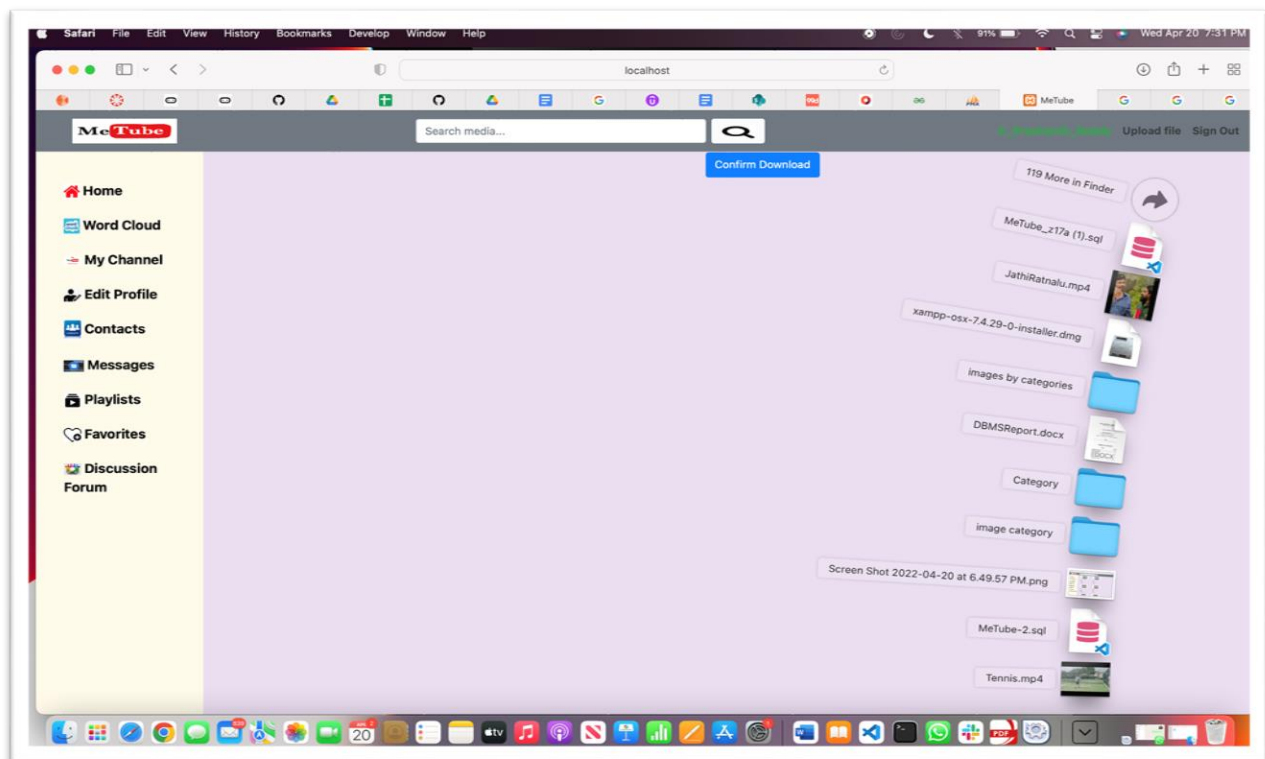 Safari File Edit View History Bookmarks Develop Window Help 91% Wed Apr 20 7:31 PM
localhost
MeTube
MeTube Search media... Upload file Sign Out
Confirm Download
Home
Word Cloud
My Channel
Edit Profile
Contacts
Messages
Playlists
Favorites
Discussion
Forum
119 More in Finder
MeTube_z17a (1).sql
JathiRatnalu.mp4
xampp-osx-7.4.29-0-installer.dmg
images by categories
DBMSReport.docx
DOCX
Category
image category
Screen Shot 2022-04-20 at 6.49.57 PM.png
MeTube-2.sql
Tennis.mp4
20
tv
PDF